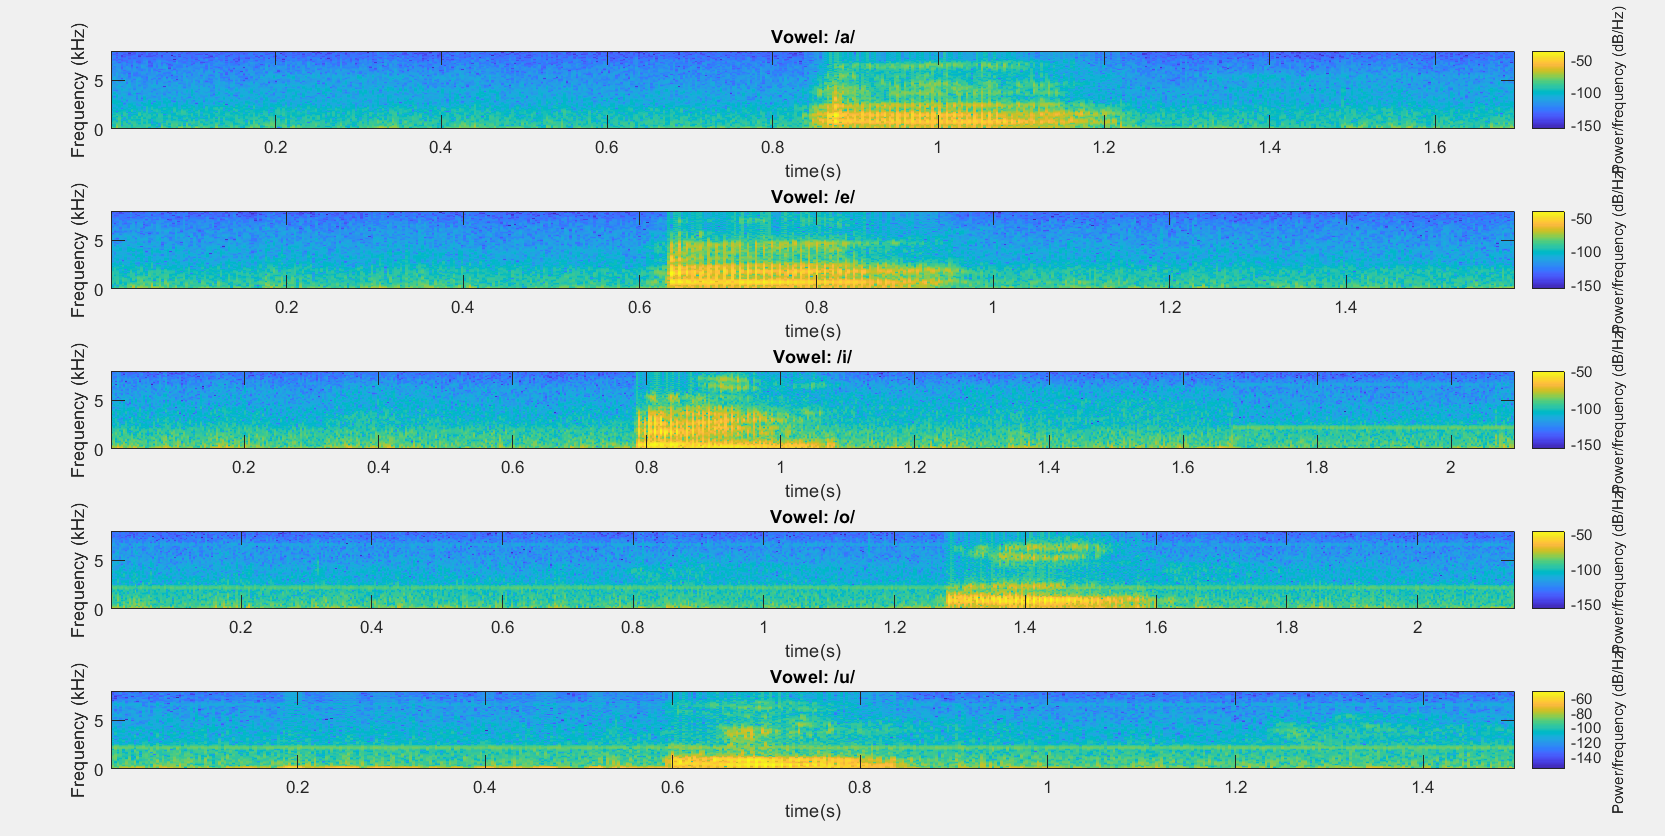 Vowel: /a/
Frequency (kHz)
5
0
0.2 0.4 0.6 0.8 1 1.2 1.4 1.6
time(s)
-50
-100
-150
Power/frequency (dB/Hz)
Vowel: /e/
Frequency (kHz)
5
0
0.2 0.4 0.6 0.8 1 1.2 1.4
time(s)
-50
-100
-150
Power/frequency (dB/Hz)
Vowel: /i/
Frequency (kHz)
5
0
0.2 0.4 0.6 0.8 1 1.2 1.4 1.6 1.8 2
time(s)
-50
-100
-150
Power/frequency (dB/Hz)
Vowel: /o/
Frequency (kHz)
5
0
0.2 0.4 0.6 0.8 1 1.2 1.4 1.6 1.8 2
time(s)
-50
-100
-150
Power/frequency (dB/Hz)
Vowel: /u/
Frequency (kHz)
5
0
0.2 0.4 0.6 0.8 1 1.2 1.4
time(s)
-60
-80
-100
-120
-140
Power/frequency (dB/Hz)